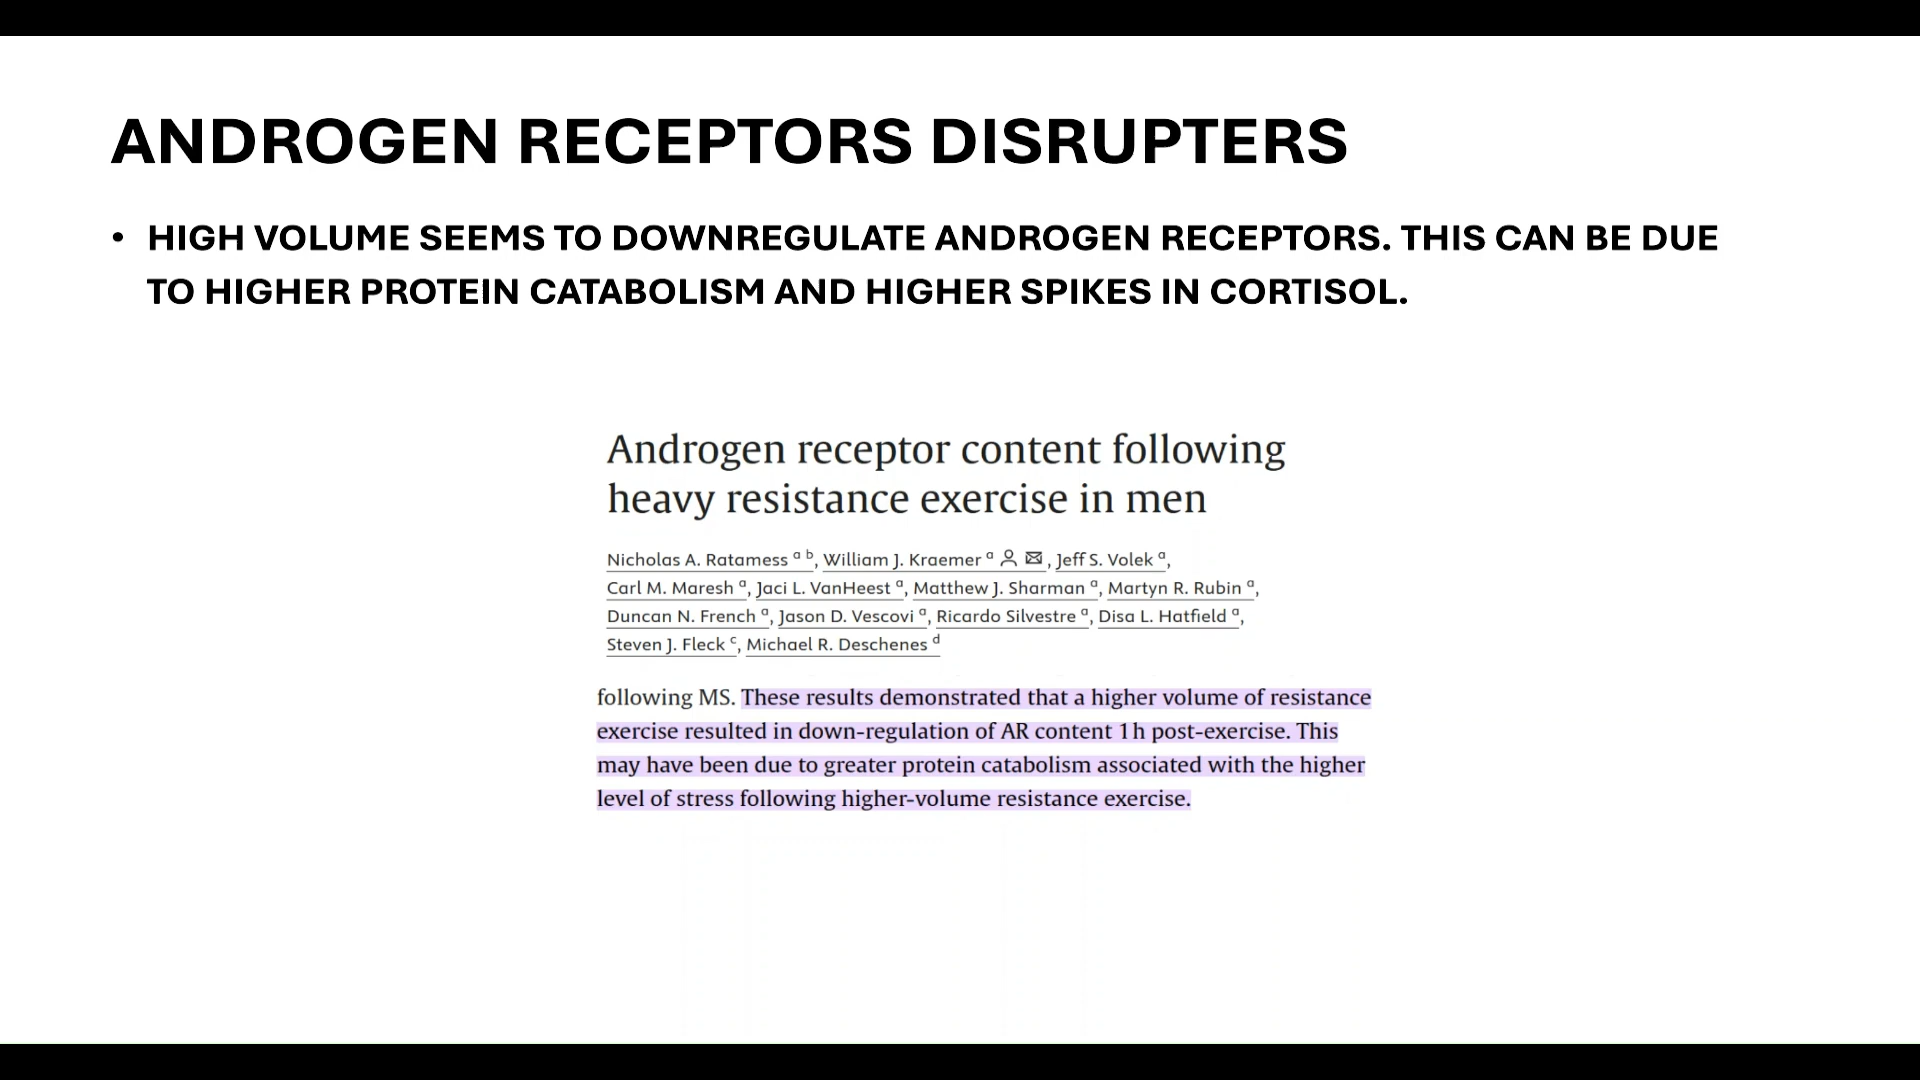 ANDROGEN RECEPTORS DISRUPTERS
• HIGH VOLUME SEEMS TO DOWNREGULATE ANDROGEN RECEPTORS. THIS CAN BE DUE
TO HIGHER PROTEIN CATABOLISM AND HIGHER SPIKES IN CORTISOL.
Androgen receptor content following
heavy resistance exercise in men
Nicholas A. Ratamess a b, William J. Kraemer a, Jeff S. Volek a,
Carl M. Maresh a, Jaci L. VanHeest a, Matthew J. Sharman a, Martyn R. Rubin a,
Duncan N. French a, Jason D. Vescovi a, Ricardo Silvestre a, Disa L. Hatfield a,
Steven J. Fleck c, Michael R. Deschenes d
following MS. These results demonstrated that a higher volume of resistance
exercise resulted in down-regulation of AR content 1 h post-exercise. This
may have been due to greater protein catabolism associated with the higher
level of stress following higher-volume resistance exercise.